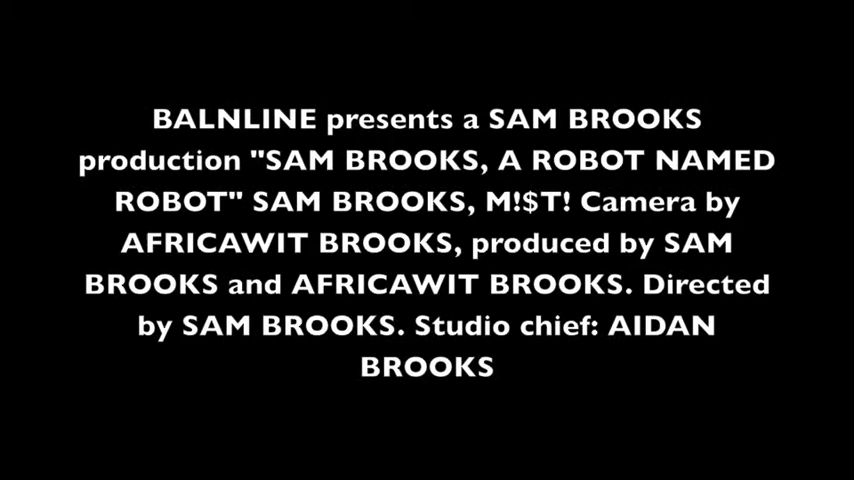 BALNLINE presents a SAM BROOKS
production "SAM BROOKS, A ROBOT NAMED
ROBOT" SAM BROOKS, M!$T! Camera by
AFRICAWIT BROOKS, produced by SAM
BROOKS and AFRICAWIT BROOKS. Directed
by SAM BROOKS. Studio chief: AIDAN
BROOKS